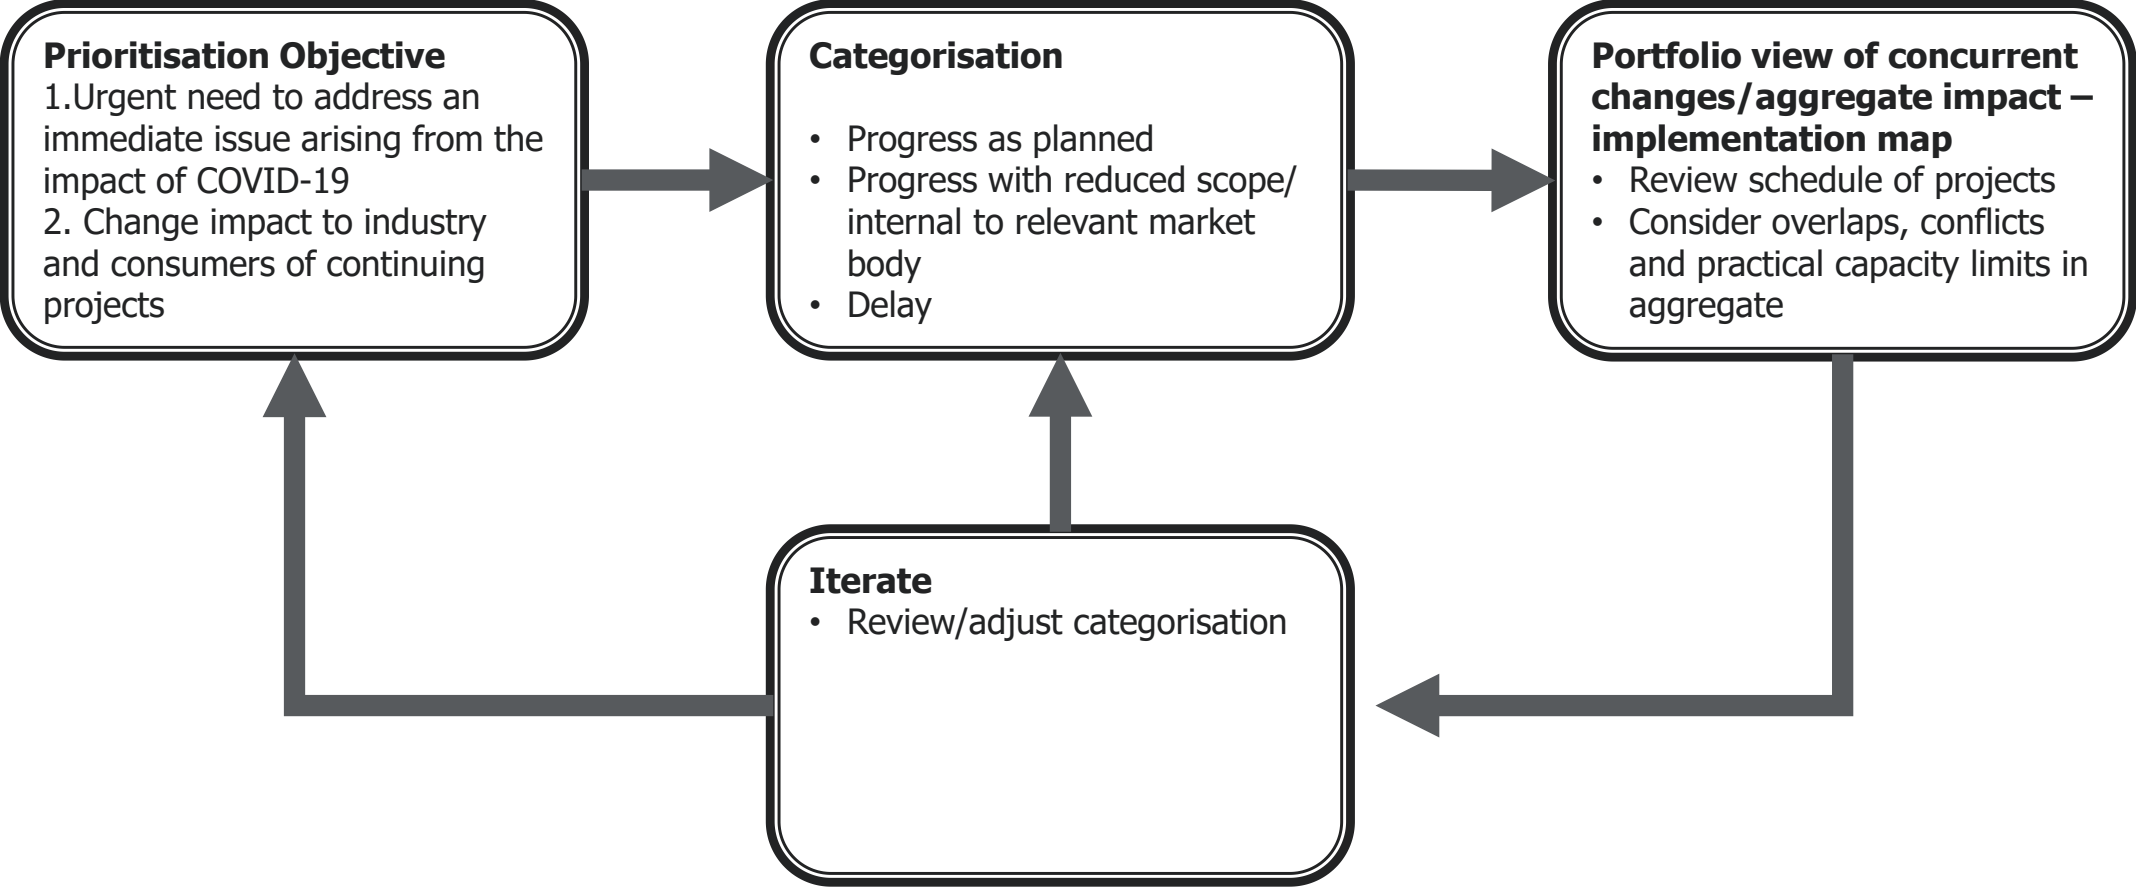 Prioritisation Objective
1.Urgent need to address an
immediate issue arising from the
impact of COVID-19
2. Change impact to industry
and consumers of continuing
projects
Categorisation
• Progress as planned
• Progress with reduced scope/
internal to relevant market
body
• Delay
Portfolio view of concurrent
changes/aggregate impact –
implementation map
• Review schedule of projects
• Consider overlaps, conflicts
and practical capacity limits in
aggregate
Iterate
• Review/adjust categorisation